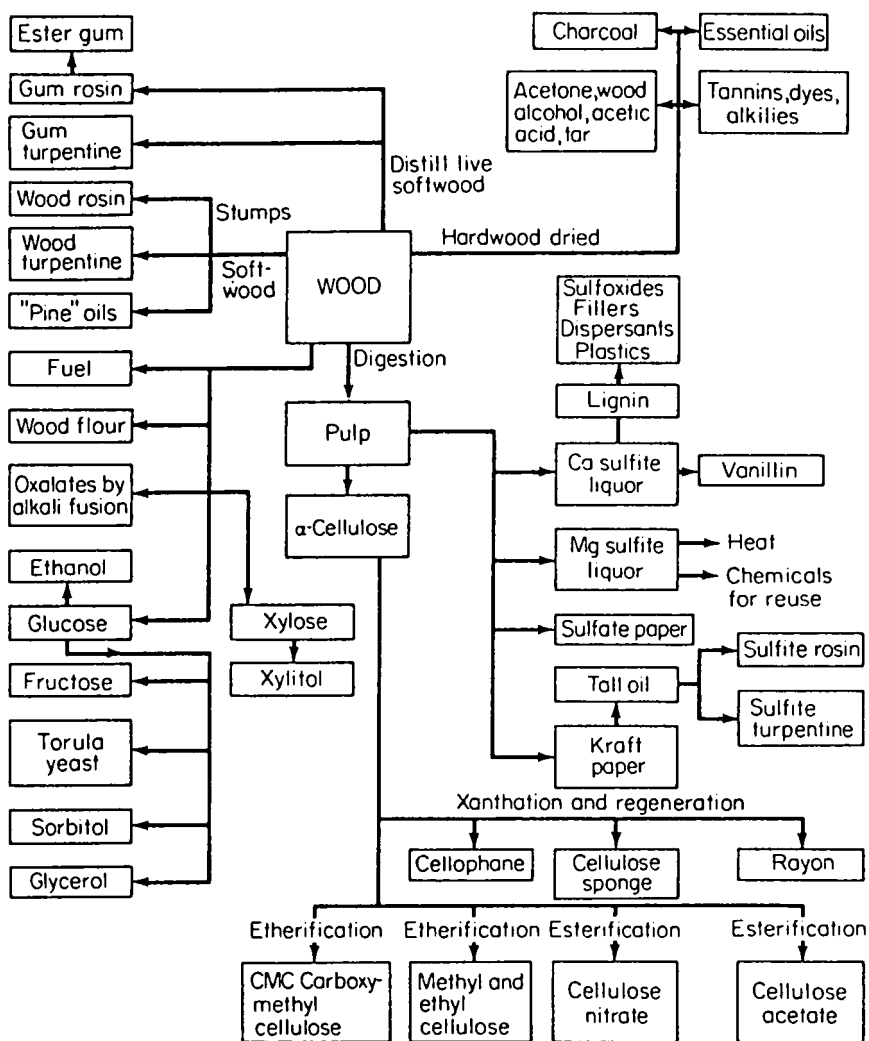 Ester gum
Gum rosin
Gum
turpentine
Wood rosin
Wood
turpentine
"Pine" oils
Fuel
Wood flour
Oxalates by
alkali fusion
Ethanol
Glucose
Fructose
Torula
yeast
Sorbitol
Glycerol
Stumps
Soft-
wood
Distill live
softwood
WOOD
Hardwood dried
Charcoal
Essential oils
Acetone, wood
alcohol, acetic
acid, tar
Tannins, dyes,
alkilies
Digestion
Pulp
α-Cellulose
Xylose
Xylitol
Sulfoxides
Fillers
Dispersants
Plastics
Lignin
Ca sulfite
liquor
Vanillin
Mg sulfite
liquor
Heat
Chemicals
for reuse
Sulfate paper
Tall oil
Sulfite rosin
Sulfite
turpentine
Kraft
paper
Xanthation and regeneration
Cellophane
Cellulose
sponge
Rayon
Etherification
Etherification
Esterification
Esterification
CMC Carboxy-
methyl
cellulose
Methyl and
ethyl
cellulose
Cellulose
nitrate
Cellulose
acetate